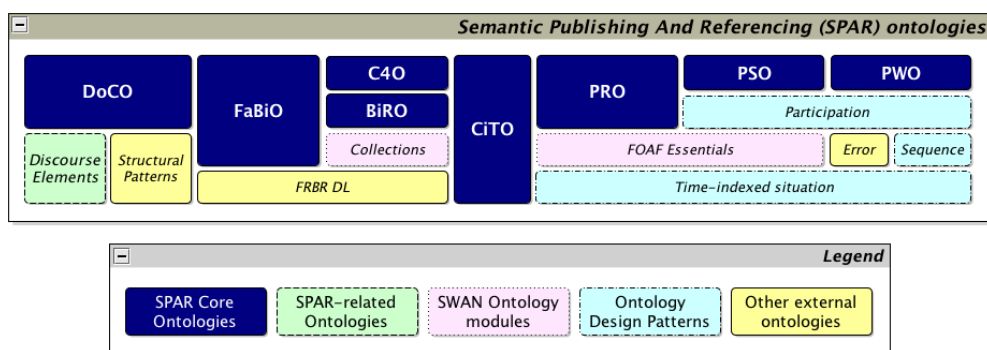 Semantic Publishing And Referencing (SPAR) ontologies
DoCO
FaBiO
C4O
BiRO
CiTO
PRO
PSO
PWO
Participation
Discourse
Elements
Structural
Patterns
Collections
FOAF Essentials
Error
Sequence
FRBR DL
Time-indexed situation
Legend
SPAR Core
Ontologies
SPAR-related
Ontologies
SWAN Ontology
modules
Ontology
Design Patterns
Other external
ontologies